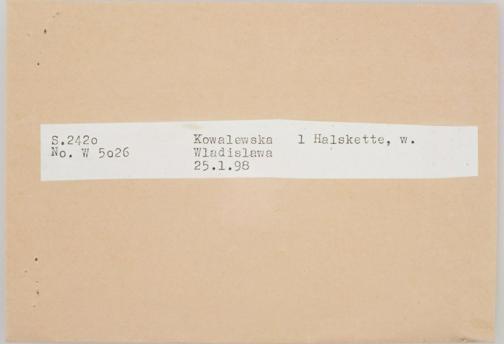 S.242o Kowalewska 1 Halskette, w.
No. W 5o26 Wladislawa
25.1.98